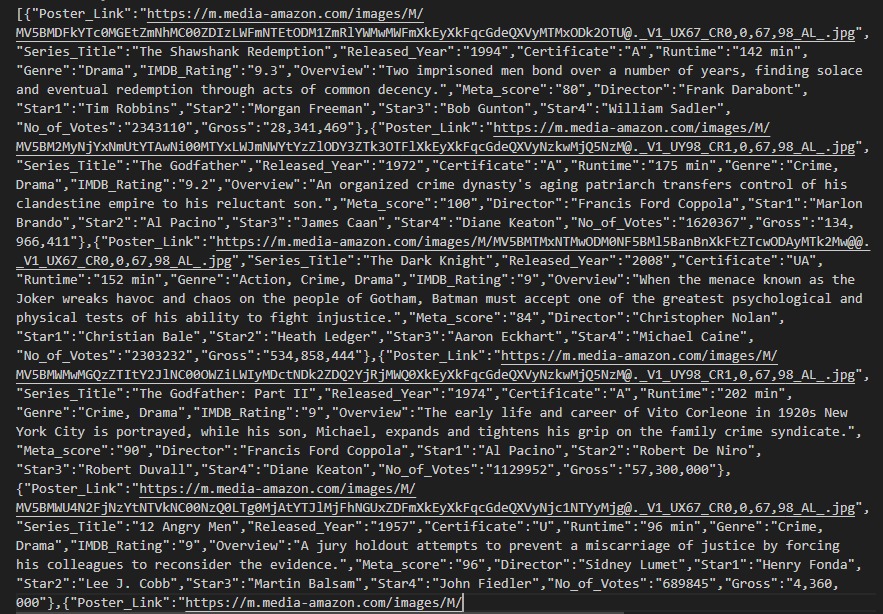 [{"Poster_Link":"https://m.media-amazon.com/images/M/
MV5BMDFkYTc0MGEtZmNhMC00ZDIzLWFmNTEtODM1ZmRlYWMwMWFmXkEyXkFqcGdeQXVyMTMxODk2OTU@._V1_UX67_CR0,0,67,98_AL_.jpg",
"Series_Title":"The Shawshank Redemption","Released_Year":"1994","Certificate":"A","Runtime":"142 min",
"Genre":"Drama","IMDB_Rating":"9.3","Overview":"Two imprisoned men bond over a number of years, finding solace
and eventual redemption through acts of common decency.","Meta_score":"80","Director":"Frank Darabont",
"Star1":"Tim Robbins","Star2":"Morgan Freeman","Star3":"Bob Gunton","Star4":"William Sadler",
"No_of_Votes":"2343110","Gross":"28,341,469"},{"Poster_Link":"https://m.media-amazon.com/images/M/
MV5BM2MyNjYxNmUtYTAwNi00MTYxLWJmNWYtYzZlODY3ZTk3OTFlXkEyXkFqcGdeQXVyNzkwMjQ5NzM@._V1_UY98_CR1,0,67,98_AL_.jpg",
"Series_Title":"The Godfather","Released_Year":"1972","Certificate":"A","Runtime":"175 min","Genre":"Crime,
Drama","IMDB_Rating":"9.2","Overview":"An organized crime dynasty's aging patriarch transfers control of his
clandestine empire to his reluctant son.","Meta_score":"100","Director":"Francis Ford Coppola","Star1":"Marlon
Brando","Star2":"Al Pacino","Star3":"James Caan","Star4":"Diane Keaton","No_of_Votes":"1620367","Gross":"134,
966,411"},{"Poster_Link":"https://m.media-amazon.com/images/M/MV5BMTMxNTMwODM0NF5BMl5BanBnXkFtZTcwODAyMTk2Mw@@.
_V1_UX67_CR0,0,67,98_AL_.jpg","Series_Title":"The Dark Knight","Released_Year":"2008","Certificate":"UA",
"Runtime":"152 min","Genre":"Action, Crime, Drama","IMDB_Rating":"9","Overview":"When the menace known as the
Joker wreaks havoc and chaos on the people of Gotham, Batman must accept one of the greatest psychological and
physical tests of his ability to fight injustice.","Meta_score":"84","Director":"Christopher Nolan",
"Star1":"Christian Bale","Star2":"Heath Ledger","Star3":"Aaron Eckhart","Star4":"Michael Caine",
"No_of_Votes":"2303232","Gross":"534,858,444"},{"Poster_Link":"https://m.media-amazon.com/images/M/
MV5BMWMwMGQzZTItY2JlNC00OWZiLWIyMDctNDk2ZDQ2YjRjMWQ0XkEyXkFqcGdeQXVyNzkwMjQ5NzM@._V1_UY98_CR1,0,67,98_AL_.jpg",
"Series_Title":"The Godfather: Part II","Released_Year":"1974","Certificate":"A","Runtime":"202 min",
"Genre":"Crime, Drama","IMDB_Rating":"9","Overview":"The early life and career of Vito Corleone in 1920s New
York City is portrayed, while his son, Michael, expands and tightens his grip on the family crime syndicate.",
"Meta_score":"90","Director":"Francis Ford Coppola","Star1":"Al Pacino","Star2":"Robert De Niro",
"Star3":"Robert Duvall","Star4":"Diane Keaton","No_of_Votes":"1129952","Gross":"57,300,000"},
{"Poster_Link":"https://m.media-amazon.com/images/M/
MV5BMWU4N2FjNzYtNTVkNC00NzQ0LTg0MjAtYTJlMjFhNGUxZDFmXkEyXkFqcGdeQXVyNjc1NTYyMjg@._V1_UX67_CR0,0,67,98_AL_.jpg",
"Series_Title":"12 Angry Men","Released_Year":"1957","Certificate":"U","Runtime":"96 min","Genre":"Crime,
Drama","IMDB_Rating":"9","Overview":"A jury holdout attempts to prevent a miscarriage of justice by forcing
his colleagues to reconsider the evidence.","Meta_score":"96","Director":"Sidney Lumet","Star1":"Henry Fonda",
"Star2":"Lee J. Cobb","Star3":"Martin Balsam","Star4":"John Fiedler","No_of_Votes":"689845","Gross":"4,360,
000"},{"Poster_Link":"https://m.media-amazon.com/images/M/